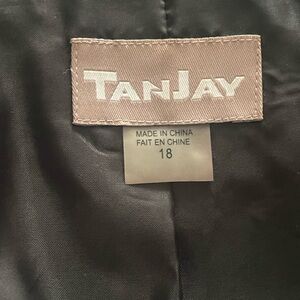 TANJAY
MADE IN CHINA
FAIT EN CHINE
18